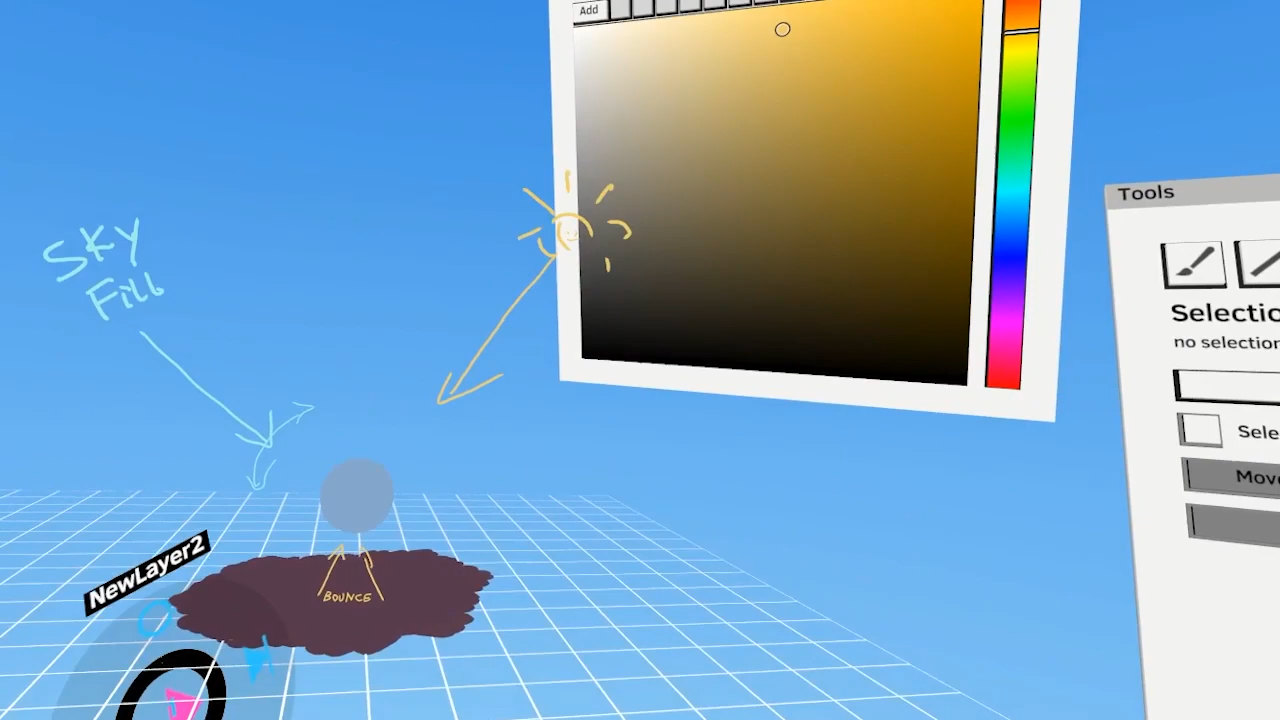 Add
Tools
SKY
Fill
Selectio
no selection
Sele
Move
NewLayer2
BOUNCE